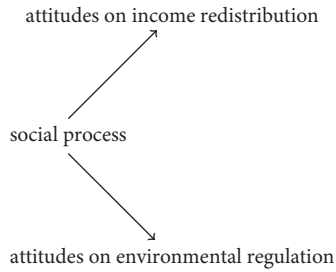 attitudes on income redistribution
social process
attitudes on environmental regulation